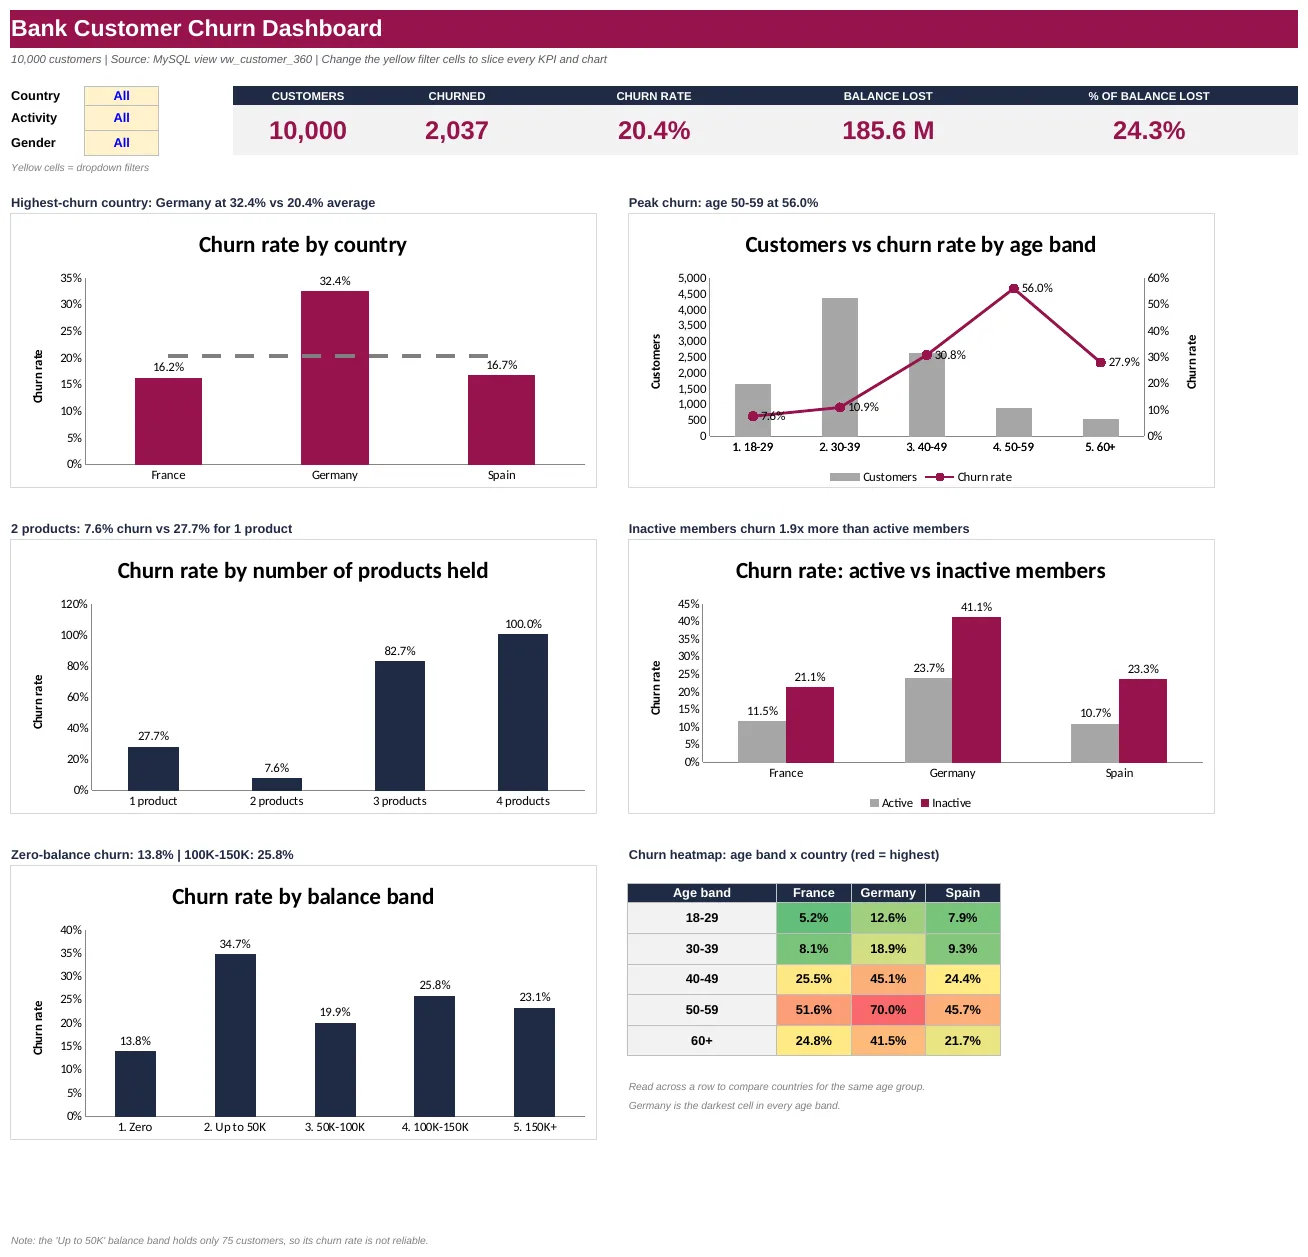 Bank Customer Churn Dashboard
10,000 customers | Source: MySQL view vw_customer_360 | Change the yellow filter cells to slice every KPI and chart
Country All
Activity All
Gender All
Yellow cells = dropdown filters
CUSTOMERS CHURNED CHURN RATE BALANCE LOST % OF BALANCE LOST
10,000 2,037 20.4% 185.6 M 24.3%
Highest-churn country: Germany at 32.4% vs 20.4% average
Churn rate by country
Churn rate
35%
30%
25%
20%
15%
10%
5%
0%
16.2% 32.4% 16.7%
France Germany Spain
Peak churn: age 50-59 at 56.0%
Customers vs churn rate by age band
Customers
5,000
4,500
4,000
3,500
3,000
2,500
2,000
1,500
1,000
500
0
7.6% 10.9% 30.8% 56.0% 27.9%
60%
50%
40%
30%
20%
10%
0%
Churn rate
1. 18-29 2. 30-39 3. 40-49 4. 50-59 5. 60+
Customers Churn rate
2 products: 7.6% churn vs 27.7% for 1 product
Churn rate by number of products held
Churn rate
120%
100%
80%
60%
40%
20%
0%
27.7% 7.6% 82.7% 100.0%
1 product 2 products 3 products 4 products
Inactive members churn 1.9x more than active members
Churn rate: active vs inactive members
Churn rate
45%
40%
35%
30%
25%
20%
15%
10%
5%
0%
11.5% 21.1% 23.7% 41.1% 10.7% 23.3%
France Germany Spain
Active Inactive
Zero-balance churn: 13.8% | 100K-150K: 25.8%
Churn rate by balance band
Churn rate
40%
35%
30%
25%
20%
15%
10%
5%
0%
13.8% 34.7% 19.9% 25.8% 23.1%
1. Zero 2. Up to 50K 3. 50K-100K 4. 100K-150K 5. 150K+
Churn heatmap: age band x country (red = highest)
Age band France Germany Spain
18-29 5.2% 12.6% 7.9%
30-39 8.1% 18.9% 9.3%
40-49 25.5% 45.1% 24.4%
50-59 51.6% 70.0% 45.7%
60+ 24.8% 41.5% 21.7%
Read across a row to compare countries for the same age group.
Germany is the darkest cell in every age band.
Note: the 'Up to 50K' balance band holds only 75 customers, so its churn rate is not reliable.